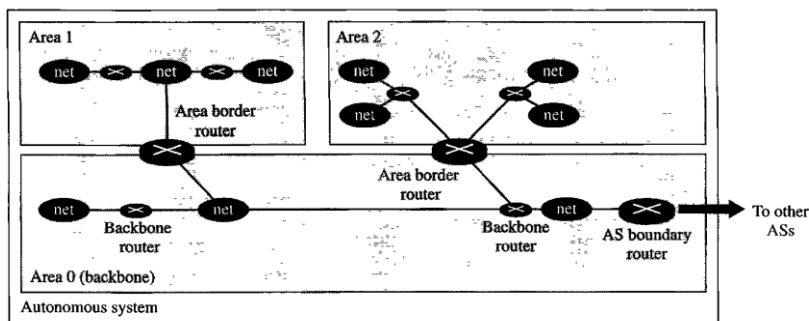 Area 1
net
net
net
Area border
router
Area 2
net
net
net
net
Area border
router
net
Backbone
router
net
Backbone
router
net
AS boundary
router
To other
ASs
Area 0 (backbone)
Autonomous system